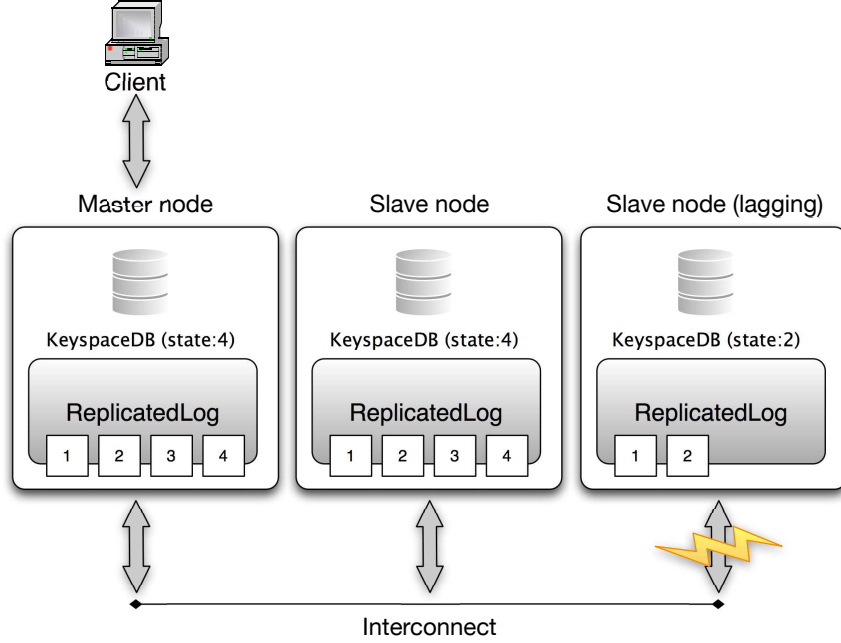 Client
Master node
Slave node
Slave node (lagging)
KeyspaceDB (state:4)
KeyspaceDB (state:4)
KeyspaceDB (state:2)
ReplicatedLog
ReplicatedLog
ReplicatedLog
1 2 3 4
1 2 3 4
1 2
Interconnect